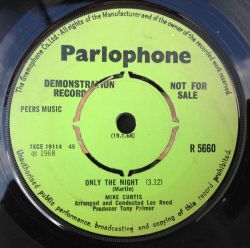 The Gramophone Co. Ltd. All rights of the Manufacturer and of the Owner of the recorded work reserved
Parlophone
DEMONSTRATION
RECORD
NOT FOR
SALE
PEERS MUSIC
(19.1.68)
7XCE 19114 45
℗ 1968
R 5660
ONLY THE NIGHT (3.12)
(Martin)
MIKE CURTIS
Arranged and Conducted Les Reed
Producer Tony Palmer
Unauthorised public performance, broadcasting and copying of this record prohibited